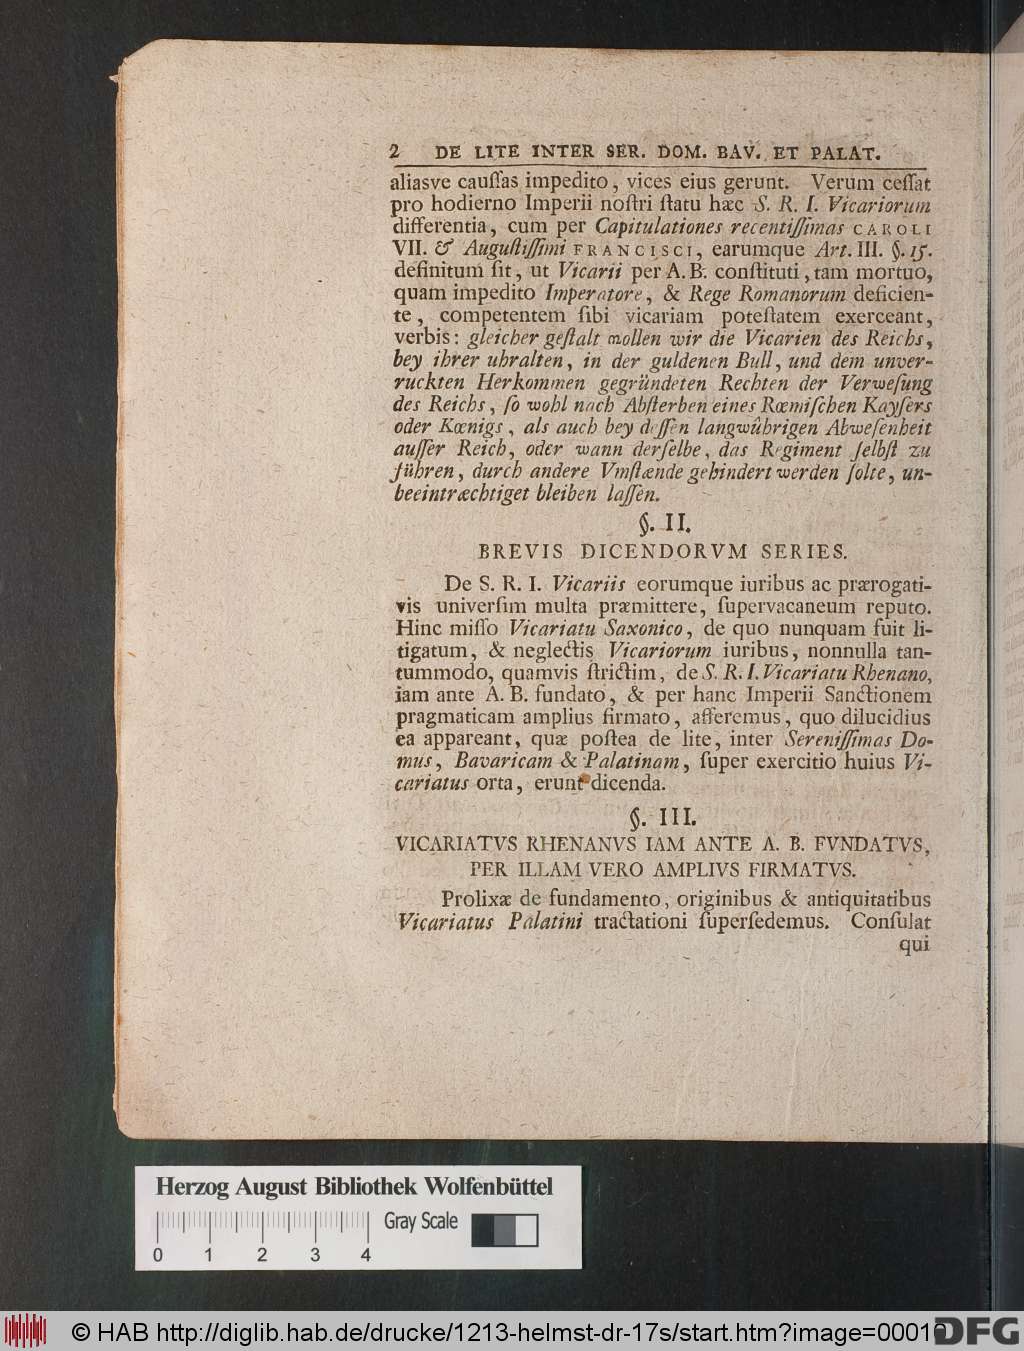 2 DE LITE INTER SER. DOM. BAV. ET PALAT.
aliasve cauſſas impedito, vices eius gerunt. Verum ceſſat
pro hodierno Imperii noſtri ſtatu hæc S. R. I. Vicariorum
differentia, cum per Capitulationes recentiſſimas CAROLI
VII. & Auguſtiſſimi FRANCISCI, earumque Art. III. §. 15.
definitum ſit, ut Vicarii per A. B. conſtituti, tam mortuo,
quam impedito Imperatore, & Rege Romanorum deficien-
te, competentem ſibi vicariam poteſtatem exerceant,
verbis: gleicher geſtalt wollen wir die Vicarien des Reichs,
bey ihrer uhralten, in der guldenen Bull, und dem unver-
ruckten Herkommen gegründeten Rechten der Verweſung
des Reichs, ſo wohl nach Abſterben eines Rœmiſchen Kayſers
oder Kœnigs, als auch bey deſſen langwûhrigen Abweſenheit
auſſer Reich, oder wann derſelbe, das Regiment ſelbſt zu
führen, durch andere Vmſtænde gehindert werden ſolte, un-
beeintræchtiget bleiben laſſen.
§. II.
BREVIS DICENDORVM SERIES.
De S. R. I. Vicariis eorumque iuribus ac prærogati-
vis univerſim multa præmittere, ſupervacaneum reputo.
Hinc miſſo Vicariatu Saxonico, de quo nunquam fuit li-
tigatum, & neglectis Vicariorum iuribus, nonnulla tan-
tummodo, quamvis ſtrictim, de S. R. I. Vicariatu Rhenano,
iam ante A. B. fundato, & per hanc Imperii Sanctionem
pragmaticam amplius firmato, afferemus, quo dilucidius
ea appareant, quæ poſtea de lite, inter Sereniſſimas Do-
mus, Bavaricam & Palatinam, ſuper exercitio huius Vi-
cariatus orta, erunt dicenda.
§. III.
VICARIATVS RHENANVS IAM ANTE A. B. FVNDATVS,
PER ILLAM VERO AMPLIVS FIRMATVS.
Prolixæ de fundamento, originibus & antiquitatibus
Vicariatus Palatini tractationi ſuperſedemus. Conſulat
qui
Herzog August Bibliothek Wolfenbüttel
Gray Scale
0 1 2 3 4
© HAB http://diglib.hab.de/drucke/1213-helmst-dr-17s/start.htm?image=00010
DFG